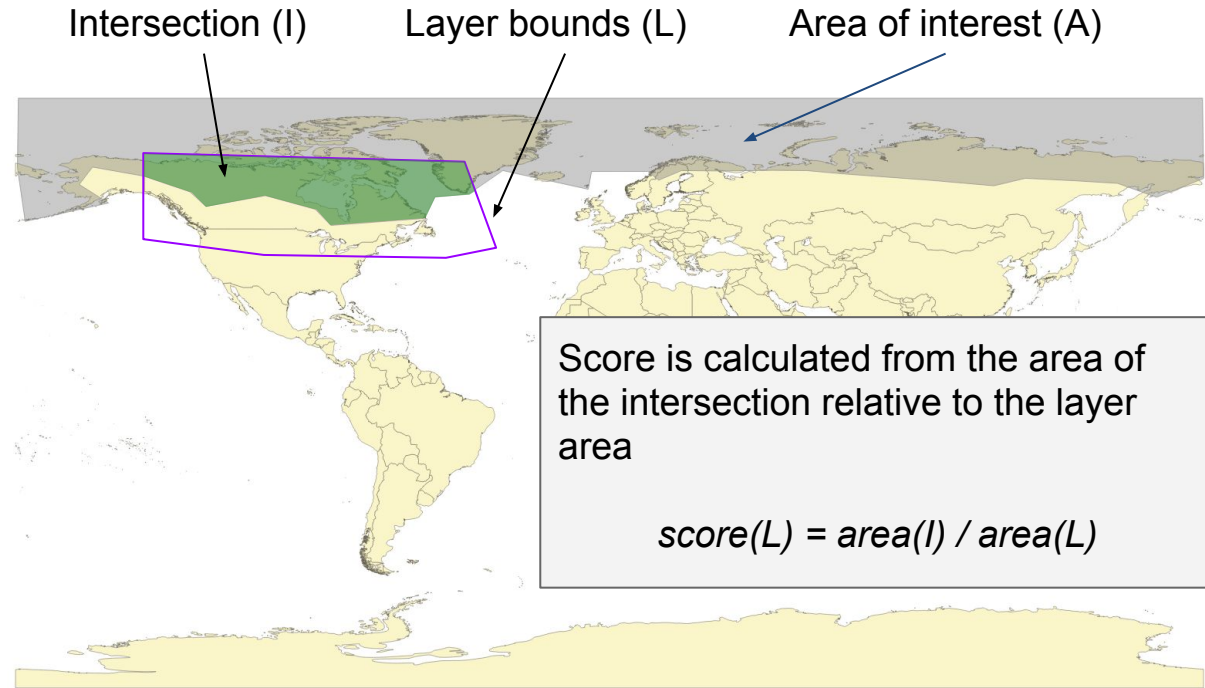 Intersection (I)
Layer bounds (L)
Area of interest (A)
Score is calculated from the area of
the intersection relative to the layer
area
score(L) = area(I) / area(L)